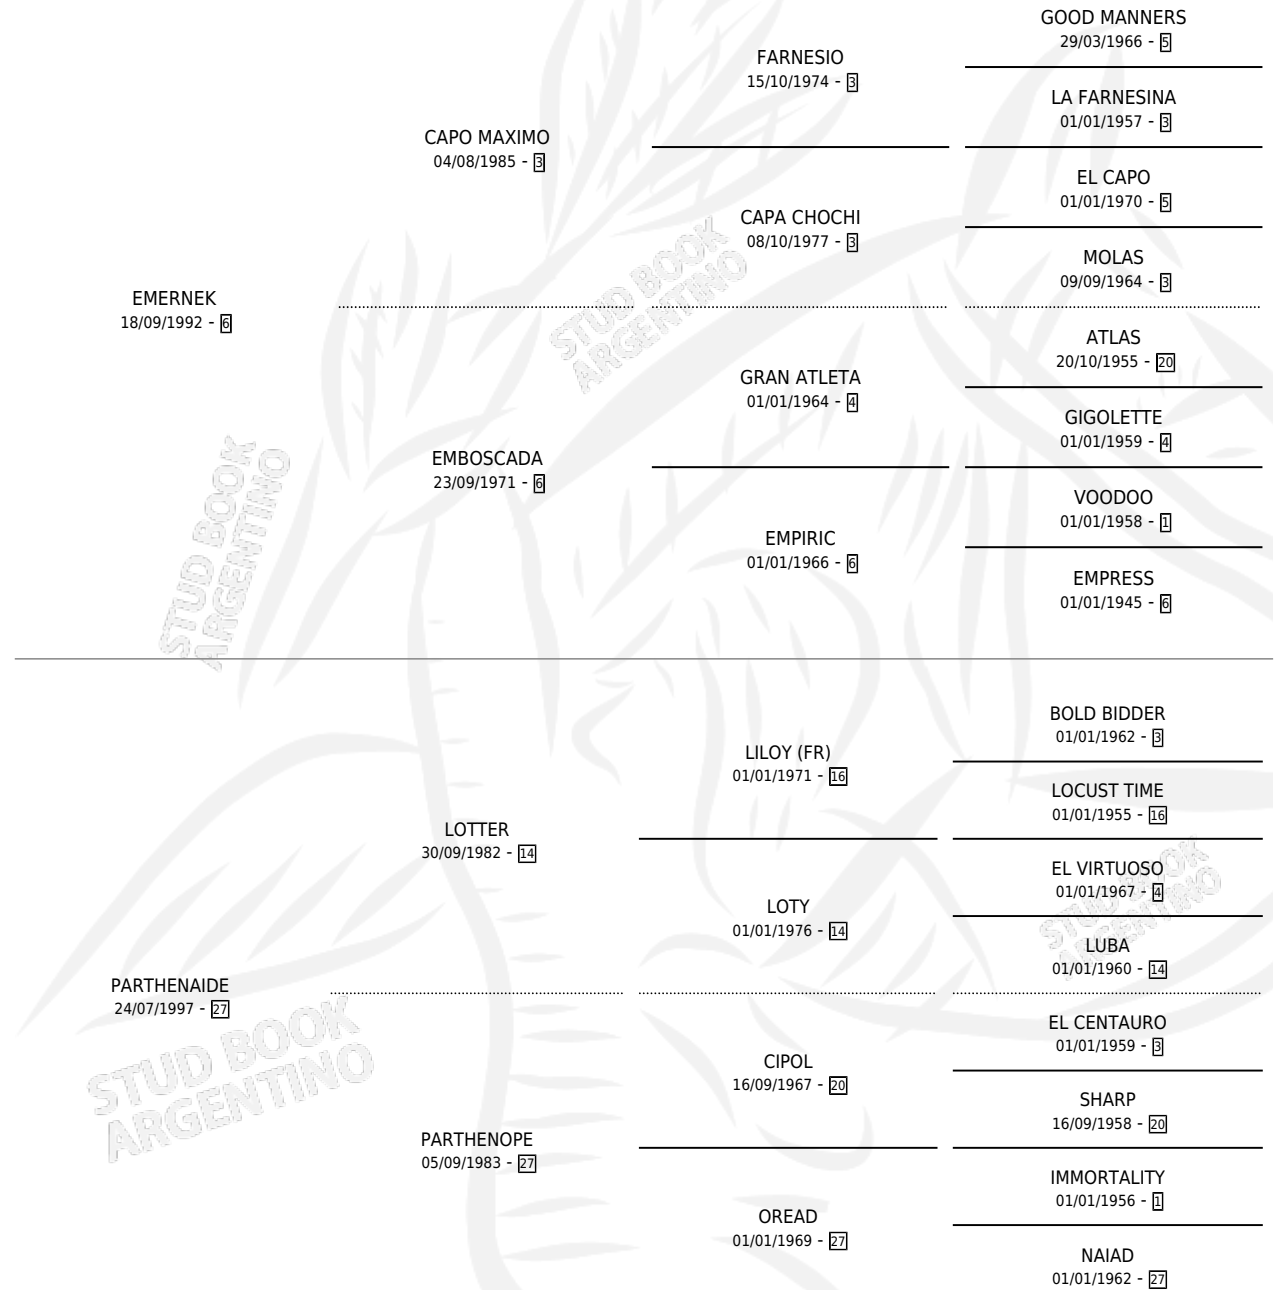 GOOD MANNERS
29/03/1966 - 5
FARNESIO
15/10/1974 - 3
LA FARNESINA
01/01/1957 - 3
CAPO MAXIMO
04/08/1985 - 3
EL CAPO
01/01/1970 - 5
CAPA CHOCHI
08/10/1977 - 3
MOLAS
09/09/1964 - 3
EMERNEK
18/09/1992 - 6
STUD BOOK
ARGENTINO
ATLAS
20/10/1955 - 20
GRAN ATLETA
01/01/1964 - 4
GIGOLETTE
01/01/1959 - 4
EMBOSCADA
23/09/1971 - 6
VOODOO
01/01/1958 - 1
EMPIRIC
01/01/1966 - 6
EMPRESS
01/01/1945 - 6
STUD BOOK
ARGENTINO
BOLD BIDDER
01/01/1962 - 3
LILOY (FR)
01/01/1971 - 16
LOCUST TIME
01/01/1955 - 16
LOTTER
30/09/1982 - 14
EL VIRTUOSO
01/01/1967 - 4
LOTY
01/01/1976 - 14
STUD BOOK
ARGENTINO
LUBA
01/01/1960 - 14
PARTHENAIDE
24/07/1997 - 27
EL CENTAURO
01/01/1959 - 3
CIPOL
16/09/1967 - 20
STUD BOOK
ARGENTINO
SHARP
16/09/1958 - 20
PARTHENOPE
05/09/1983 - 27
IMMORTALITY
01/01/1956 - 1
OREAD
01/01/1969 - 27
NAIAD
01/01/1962 - 27